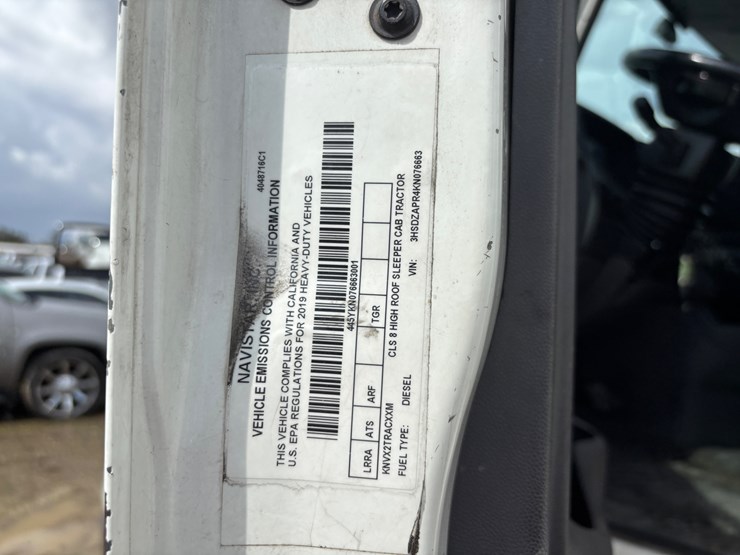 4048716C1
NAVISTAR, INC.
VEHICLE EMISSIONS CONTROL INFORMATION
THIS VEHICLE COMPLIES WITH CALIFORNIA AND
U.S. EPA REGULATIONS FOR 2019 HEAVY-DUTY VEHICLES
445YKN076663001
LRRA ATS ARF TGR
KNVX2TRACXXM CLS 8 HIGH ROOF SLEEPER CAB TRACTOR
FUEL TYPE: DIESEL VIN: 3HSDZAPR4KN076663